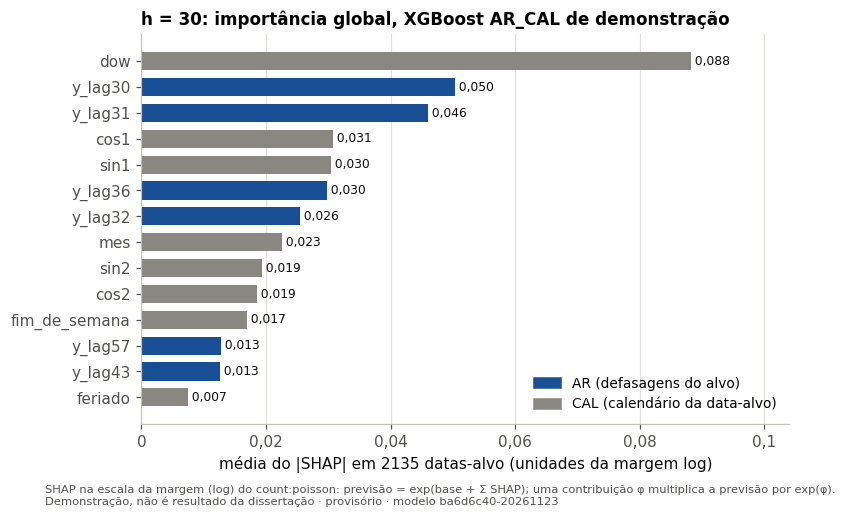 h = 30: importância global, XGBoost AR_CAL de demonstração
dow 0,088
y_lag30 0,050
y_lag31 0,046
cos1 0,031
sin1 0,030
y_lag36 0,030
y_lag32 0,026
mes 0,023
sin2 0,019
cos2 0,019
fim_de_semana 0,017
y_lag57 0,013
y_lag43 0,013
feriado 0,007
AR (defasagens do alvo)
CAL (calendário da data-alvo)
0 0,02 0,04 0,06 0,08 0,1
média do |SHAP| em 2135 datas-alvo (unidades da margem log)
SHAP na escala da margem (log) do count:poisson: previsão = exp(base + Σ SHAP); uma contribuição φ multiplica a previsão por exp(φ).
Demonstração, não é resultado da dissertação · provisório · modelo ba6d6c40-20261123